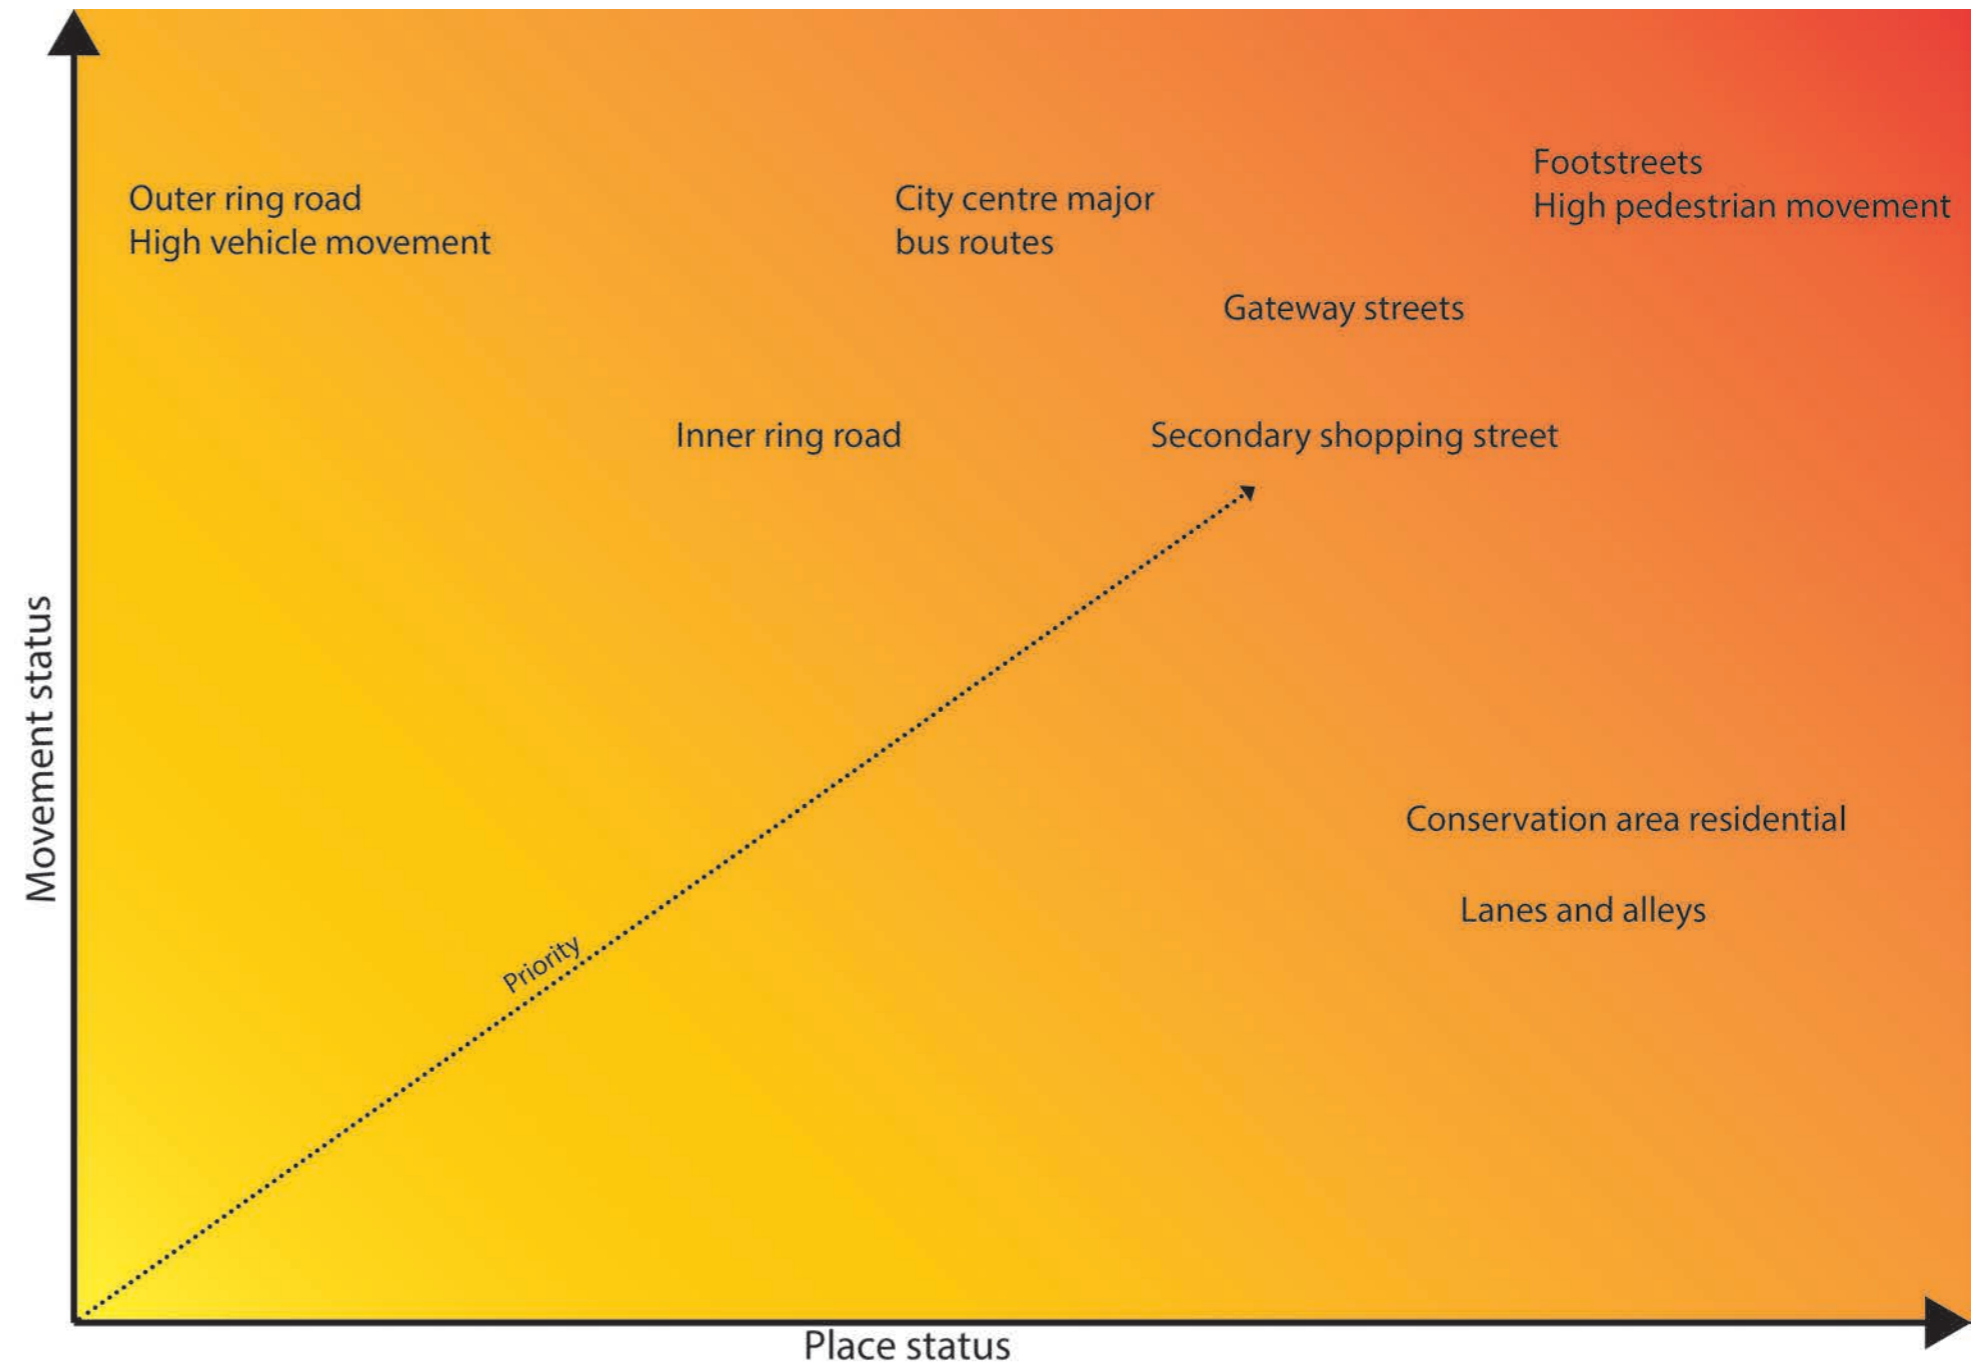 Footstreets
High pedestrian movement
Outer ring road
High vehicle movement
City centre major
bus routes
Gateway streets
Inner ring road
Secondary shopping street
Movement status
Conservation area residential
Lanes and alleys
Priority
Place status